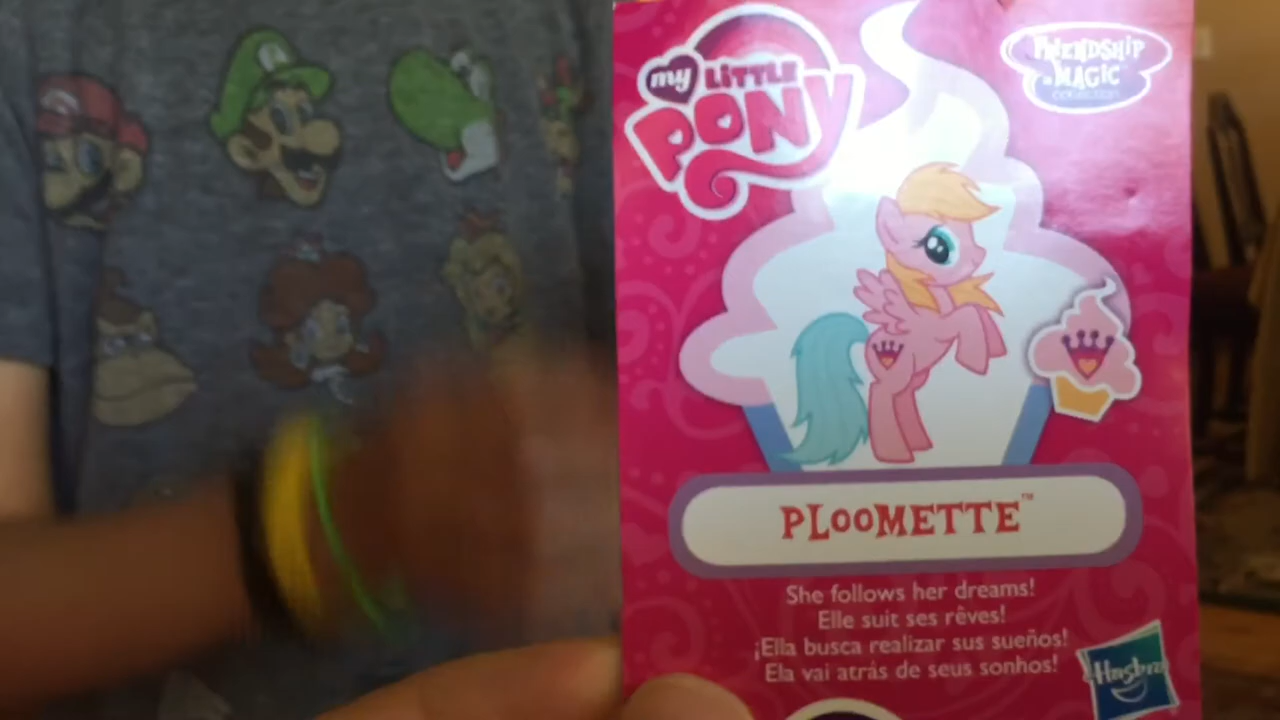 my LITTLE
PONY
FRIENDSHIP
IS MAGIC
COLLECTION
PLOOMETTE™
She follows her dreams!
Elle suit ses rêves!
¡Ella busca realizar sus sueños!
Ela vai atrás de seus sonhos!
Hasbro
L